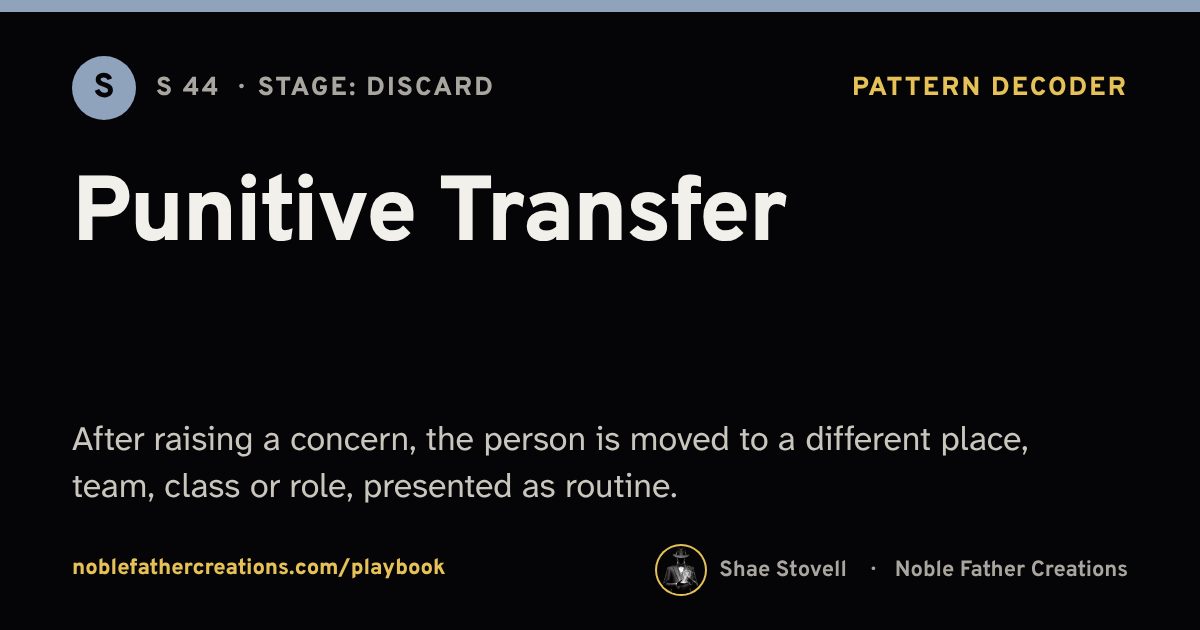 S
S 44 · STAGE: DISCARD
PATTERN DECODER
Punitive Transfer
After raising a concern, the person is moved to a different place,
team, class or role, presented as routine.
noblefathercreations.com/playbook
Shae Stovell · Noble Father Creations